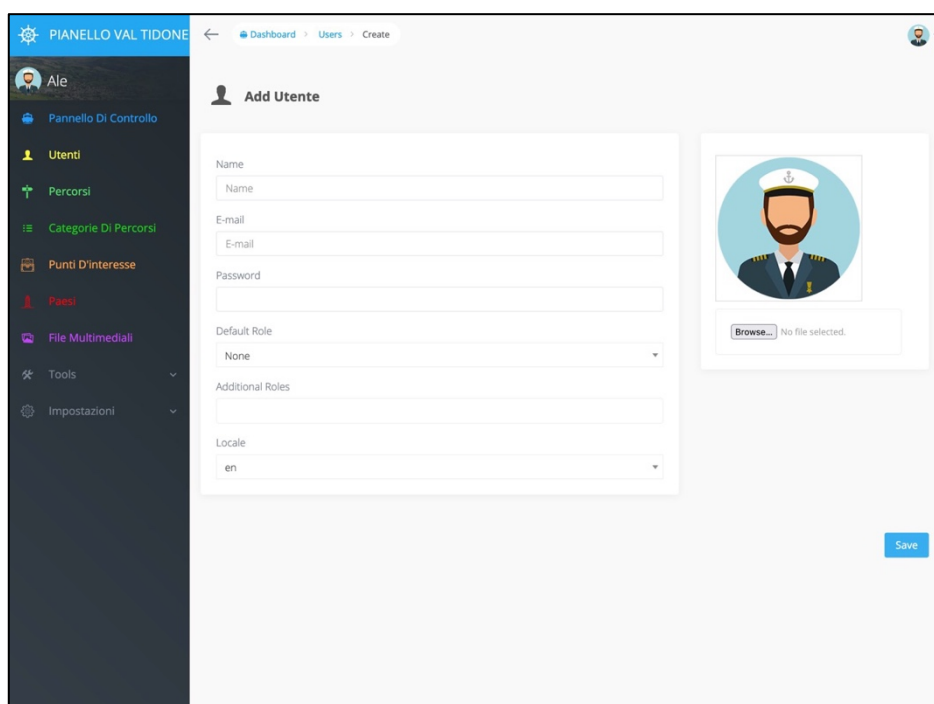 PIANELLO VAL TIDONE
Dashboard > Users > Create
Ale
Add Utente
Pannello Di Controllo
Utenti
Percorsi
Categorie Di Percorsi
Punti D'interesse
Paesi
File Multimediali
Tools
Impostazioni
Name
Name
E-mail
E-mail
Password
Default Role
None
Additional Roles
Locale
en
Browse... No file selected.
Save